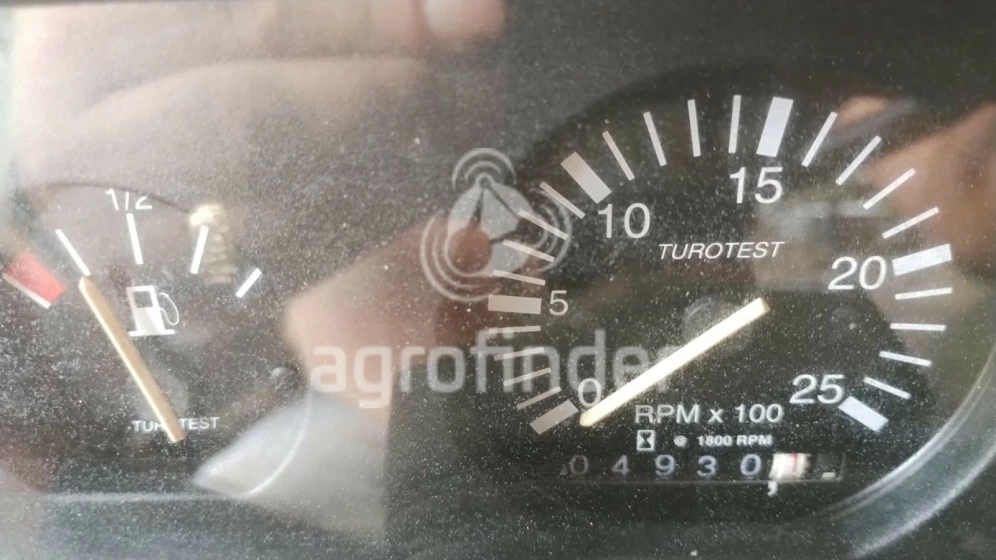 1/2
TUROTEST
0
5
10
15
20
25
TUROTEST
RPM x 100
@ 1800 RPM
04930
agrofinder